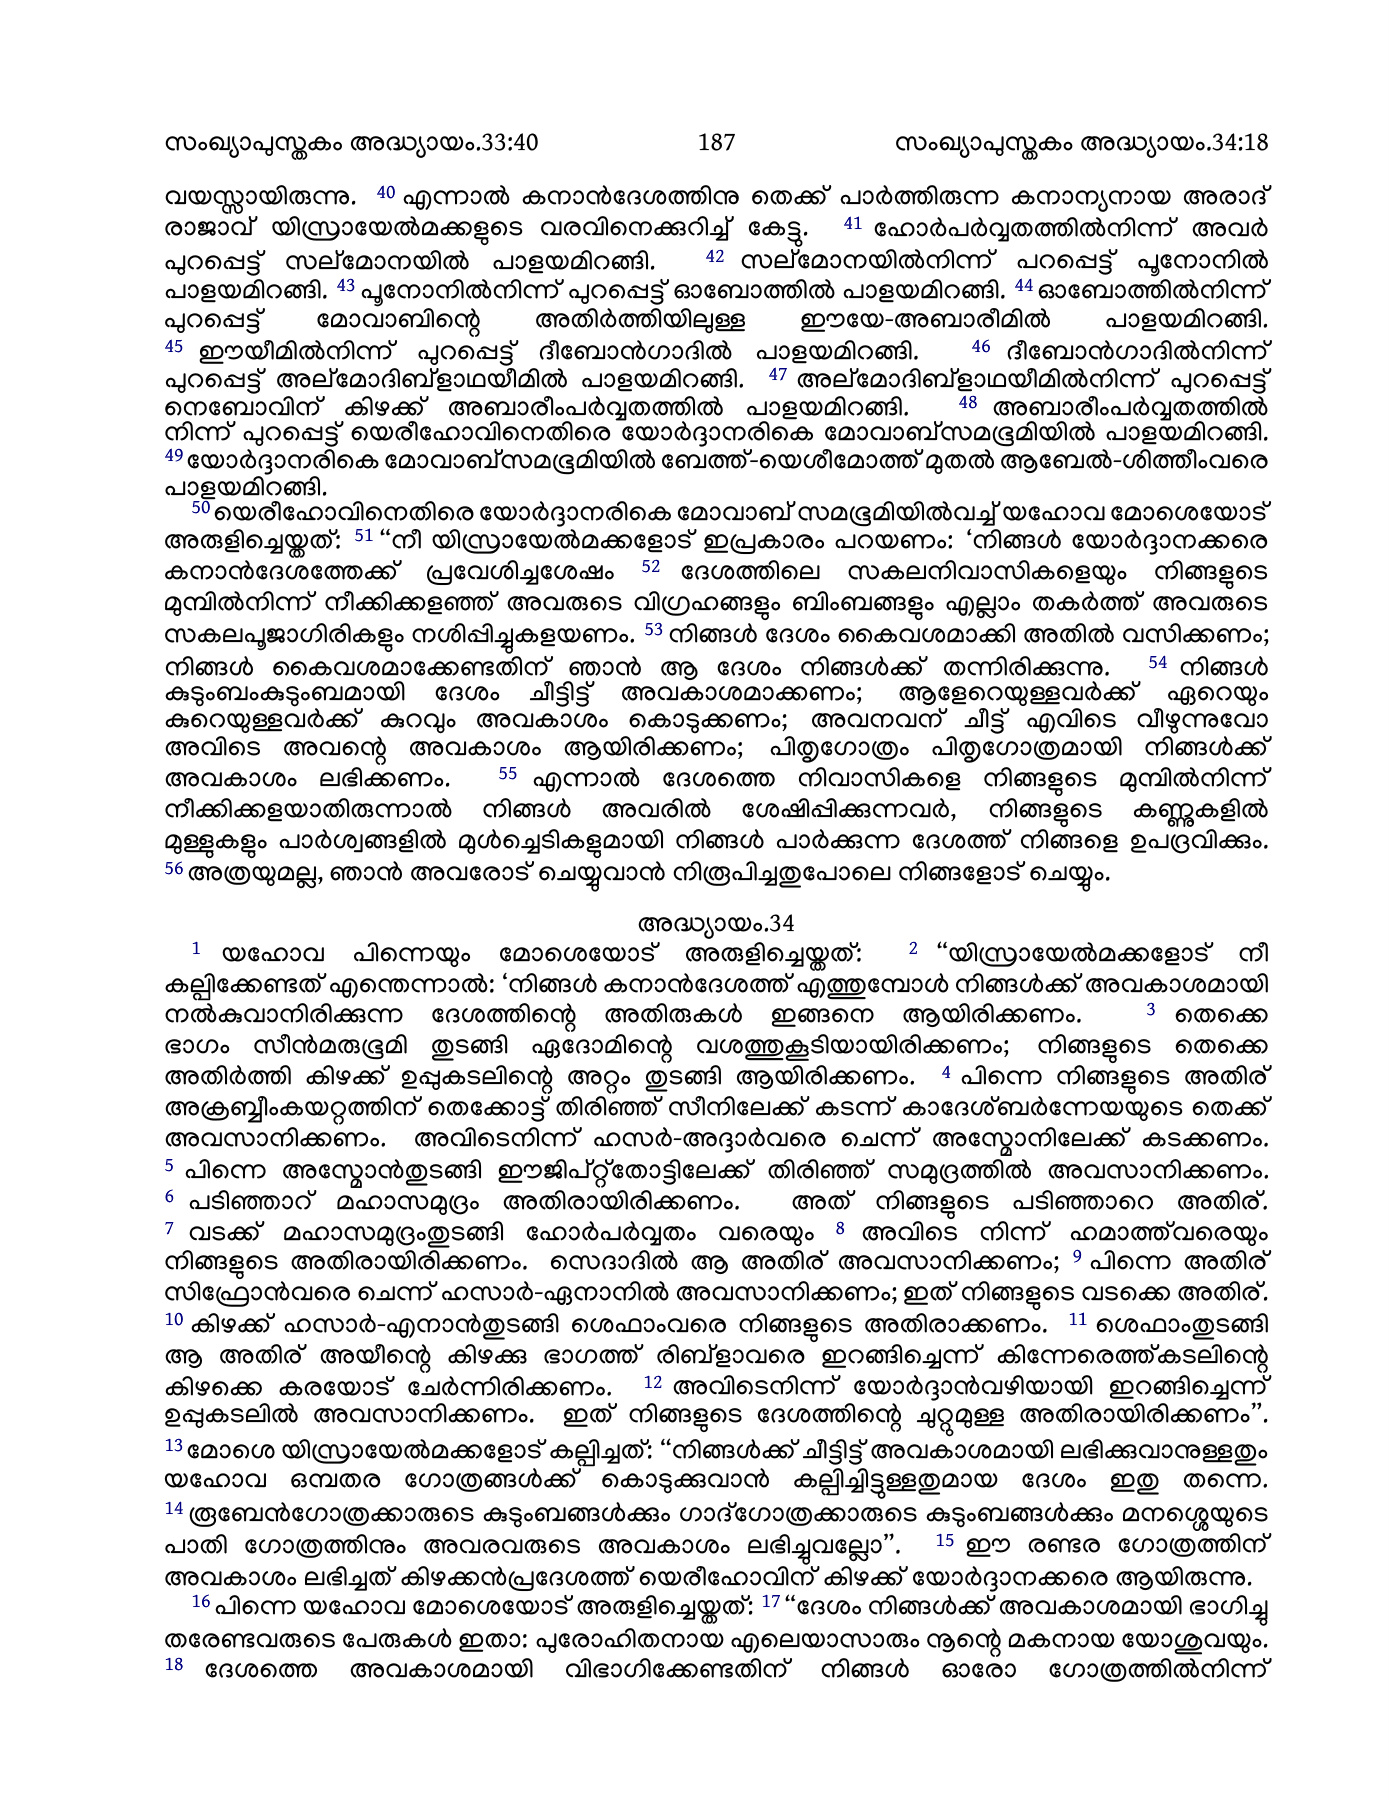 സംഖ്യാപുസ്തകം അദ്ധ്യായം.33:40 187 സംഖ്യാപുസ്തകം അദ്ധ്യായം.34:18
വയസ്സായിരുന്നു. 40 എന്നാൽ കനാൻദേശത്തിനു തെക്ക് പാർത്തിരുന്ന കനാന്യനായ അരാദ്
രാജാവ് യിസ്രായേൽമക്കളുടെ വരവിനെക്കുറിച്ച് കേട്ടു. 41 ഹോർപർവ്വതത്തിൽനിന്ന് അവർ
പുറപ്പെട്ട് സല്മോനയിൽ പാളയമിറങ്ങി. 42 സല്മോനയിൽനിന്ന് പറപ്പെട്ട് പൂനോനിൽ
പാളയമിറങ്ങി. 43 പൂനോനിൽനിന്ന് പുറപ്പെട്ട് ഓബോത്തിൽ പാളയമിറങ്ങി. 44 ഓബോത്തിൽനിന്ന്
പുറപ്പെട്ട് മോവാബിന്റെ അതിർത്തിയിലുള്ള ഈയേ-അബാരീമിൽ പാളയമിറങ്ങി.
45 ഈയീമിൽനിന്ന് പുറപ്പെട്ട് ദീബോൻഗാദിൽ പാളയമിറങ്ങി. 46 ദീബോൻഗാദിൽനിന്ന്
പുറപ്പെട്ട് അല്മോദിബ്ളാഥയീമിൽ പാളയമിറങ്ങി. 47 അല്മോദിബ്ളാഥയീമിൽനിന്ന് പുറപ്പെട്ട്
നെബോവിന് കിഴക്ക് അബാരീംപർവ്വതത്തിൽ പാളയമിറങ്ങി. 48 അബാരീംപർവ്വതത്തിൽ
നിന്ന് പുറപ്പെട്ട് യെരീഹോവിനെതിരെ യോർദ്ദാനരികെ മോവാബ്‌സമഭൂമിയിൽ പാളയമിറങ്ങി.
49 യോർദ്ദാനരികെ മോവാബ്‌സമഭൂമിയിൽ ബേത്ത്-യെശീമോത്ത് മുതൽ ആബേൽ-ശിത്തീംവരെ
പാളയമിറങ്ങി.
50 യെരീഹോവിനെതിരെ യോർദ്ദാനരികെ മോവാബ് സമഭൂമിയിൽവച്ച് യഹോവ മോശെയോട്
അരുളിച്ചെയ്തത്: 51 “നീ യിസ്രായേൽമക്കളോട് ഇപ്രകാരം പറയണം: ‘നിങ്ങൾ യോർദ്ദാനക്കരെ
കനാൻദേശത്തേക്ക് പ്രവേശിച്ചശേഷം 52 ദേശത്തിലെ സകലനിവാസികളെയും നിങ്ങളുടെ
മുമ്പിൽനിന്ന് നീക്കിക്കളഞ്ഞ് അവരുടെ വിഗ്രഹങ്ങളും ബിംബങ്ങളും എല്ലാം തകർത്ത് അവരുടെ
സകലപൂജാഗിരികളും നശിപ്പിച്ചുകളയണം. 53 നിങ്ങൾ ദേശം കൈവശമാക്കി അതിൽ വസിക്കണം;
നിങ്ങൾ കൈവശമാക്കേണ്ടതിന് ഞാൻ ആ ദേശം നിങ്ങൾക്ക് തന്നിരിക്കുന്നു. 54 നിങ്ങൾ
കുടുംബംകുടുംബമായി ദേശം ചീട്ടിട്ട് അവകാശമാക്കണം; ആളേറെയുള്ളവർക്ക് ഏറെയും
കുറെയുള്ളവർക്ക് കുറവും അവകാശം കൊടുക്കണം; അവനവന് ചീട്ട് എവിടെ വീഴുന്നുവോ
അവിടെ അവന്റെ അവകാശം ആയിരിക്കണം; പിതൃഗോത്രം പിതൃഗോത്രമായി നിങ്ങൾക്ക്
അവകാശം ലഭിക്കണം. 55 എന്നാൽ ദേശത്തെ നിവാസികളെ നിങ്ങളുടെ മുമ്പിൽനിന്ന്
നീക്കിക്കളയാതിരുന്നാൽ നിങ്ങൾ അവരിൽ ശേഷിപ്പിക്കുന്നവർ, നിങ്ങളുടെ കണ്ണുകളിൽ
മുള്ളുകളും പാർശ്വങ്ങളിൽ മുൾച്ചെടികളുമായി നിങ്ങൾ പാർക്കുന്ന ദേശത്ത് നിങ്ങളെ ഉപദ്രവിക്കും.
56 അത്രയുമല്ല, ഞാൻ അവരോട് ചെയ്യുവാൻ നിരൂപിച്ചതുപോലെ നിങ്ങളോട് ചെയ്യും.
അദ്ധ്യായം.34
1 യഹോവ പിന്നെയും മോശെയോട് അരുളിച്ചെയ്തത്: 2 “യിസ്രായേൽമക്കളോട് നീ
കല്പിക്കേണ്ടത് എന്തെന്നാൽ: ‘നിങ്ങൾ കനാൻദേശത്ത് എത്തുമ്പോൾ നിങ്ങൾക്ക് അവകാശമായി
നൽകുവാനിരിക്കുന്ന ദേശത്തിന്റെ അതിരുകൾ ഇങ്ങനെ ആയിരിക്കണം. 3 തെക്കെ
ഭാഗം സീൻമരുഭൂമി തുടങ്ങി ഏദോമിന്റെ വശത്തുകൂടിയായിരിക്കണം; നിങ്ങളുടെ തെക്കെ
അതിർത്തി കിഴക്ക് ഉപ്പുകടലിന്റെ അറ്റം തുടങ്ങി ആയിരിക്കണം. 4 പിന്നെ നിങ്ങളുടെ അതിര്
അക്രബ്ബീംകയറ്റത്തിന് തെക്കോട്ട് തിരിഞ്ഞ് സീനിലേക്ക് കടന്ന് കാദേശ്ബർന്നേയയുടെ തെക്ക്
അവസാനിക്കണം. അവിടെനിന്ന് ഹസർ-അദ്ദാർവരെ ചെന്ന് അസ്മോനിലേക്ക് കടക്കണം.
5 പിന്നെ അസ്മോൻതുടങ്ങി ഈജിപ്റ്റ്തോട്ടിലേക്ക് തിരിഞ്ഞ് സമുദ്രത്തിൽ അവസാനിക്കണം.
6 പടിഞ്ഞാറ് മഹാസമുദ്രം അതിരായിരിക്കണം. അത് നിങ്ങളുടെ പടിഞ്ഞാറെ അതിര്.
7 വടക്ക് മഹാസമുദ്രംതുടങ്ങി ഹോർപർവ്വതം വരെയും 8 അവിടെ നിന്ന് ഹമാത്ത്‌വരെയും
നിങ്ങളുടെ അതിരായിരിക്കണം. സെദാദിൽ ആ അതിര് അവസാനിക്കണം; 9 പിന്നെ അതിര്
സിഫ്രോൻവരെ ചെന്ന് ഹസാർ-ഏനാനിൽ അവസാനിക്കണം; ഇത് നിങ്ങളുടെ വടക്കെ അതിര്.
10 കിഴക്ക് ഹസാർ-എനാൻതുടങ്ങി ശെഫാംവരെ നിങ്ങളുടെ അതിരാക്കണം. 11 ശെഫാംതുടങ്ങി
ആ അതിര് അയീന്റെ കിഴക്കു ഭാഗത്ത് രിബ്ളാവരെ ഇറങ്ങിച്ചെന്ന് കിന്നേരെത്ത്കടലിന്റെ
കിഴക്കെ കരയോട് ചേർന്നിരിക്കണം. 12 അവിടെനിന്ന് യോർദ്ദാൻവഴിയായി ഇറങ്ങിച്ചെന്ന്
ഉപ്പുകടലിൽ അവസാനിക്കണം. ഇത് നിങ്ങളുടെ ദേശത്തിന്റെ ചുറ്റുമുള്ള അതിരായിരിക്കണം”.
13 മോശെ യിസ്രായേൽമക്കളോട് കല്പിച്ചത്: “നിങ്ങൾക്ക് ചീട്ടിട്ട് അവകാശമായി ലഭിക്കുവാനുള്ളതും
യഹോവ ഒമ്പതര ഗോത്രങ്ങൾക്ക് കൊടുക്കുവാൻ കല്പിച്ചിട്ടുള്ളതുമായ ദേശം ഇതു തന്നെ.
14 രൂബേൻഗോത്രക്കാരുടെ കുടുംബങ്ങൾക്കും ഗാദ്ഗോത്രക്കാരുടെ കുടുംബങ്ങൾക്കും മനശ്ശെയുടെ
പാതി ഗോത്രത്തിനും അവരവരുടെ അവകാശം ലഭിച്ചുവല്ലോ”. 15 ഈ രണ്ടര ഗോത്രത്തിന്
അവകാശം ലഭിച്ചത് കിഴക്കൻപ്രദേശത്ത് യെരീഹോവിന് കിഴക്ക് യോർദ്ദാനക്കരെ ആയിരുന്നു.
16 പിന്നെ യഹോവ മോശെയോട് അരുളിച്ചെയ്തത്: 17 “ദേശം നിങ്ങൾക്ക് അവകാശമായി ഭാഗിച്ചു
തരേണ്ടവരുടെ പേരുകൾ ഇതാ: പുരോഹിതനായ എലെയാസാരും നൂന്റെ മകനായ യോശുവയും.
18 ദേശത്തെ അവകാശമായി വിഭാഗിക്കേണ്ടതിന് നിങ്ങൾ ഓരോ ഗോത്രത്തിൽനിന്ന്